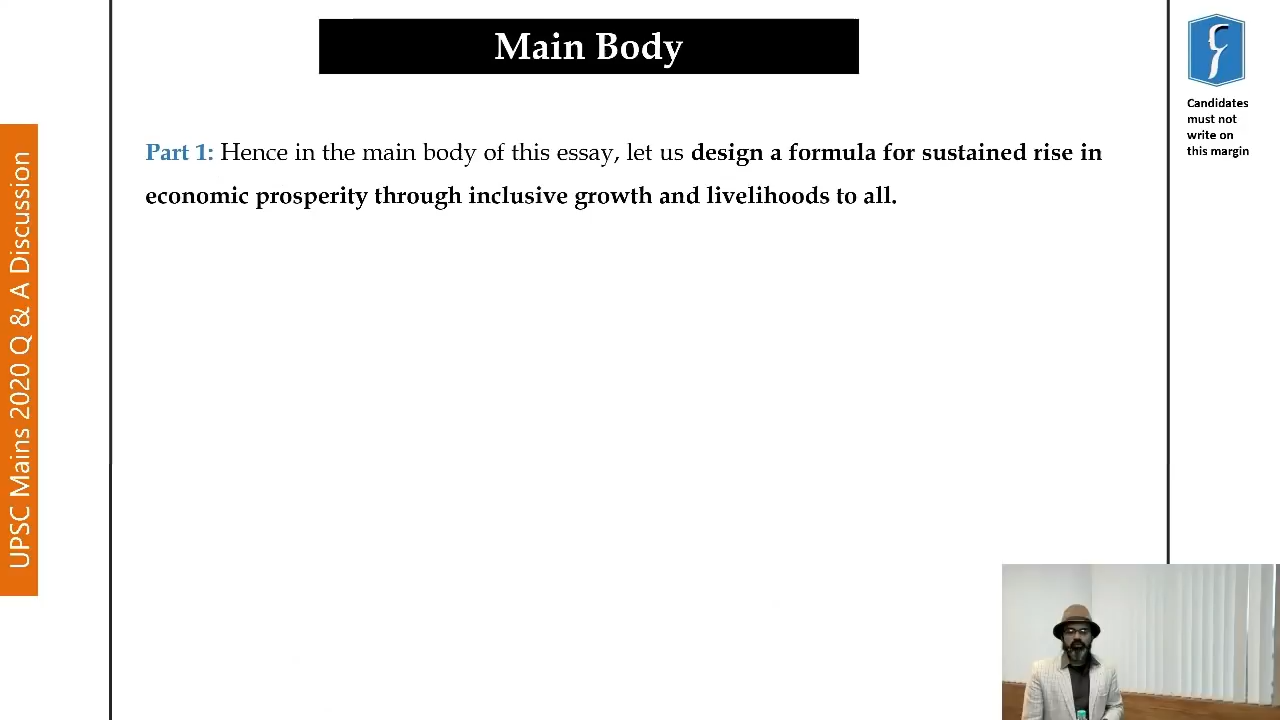 Main Body
Candidates
must not
write on
this margin
Part 1: Hence in the main body of this essay, let us design a formula for sustained rise in
economic prosperity through inclusive growth and livelihoods to all.
UPSC Mains 2020 Q & A Discussion